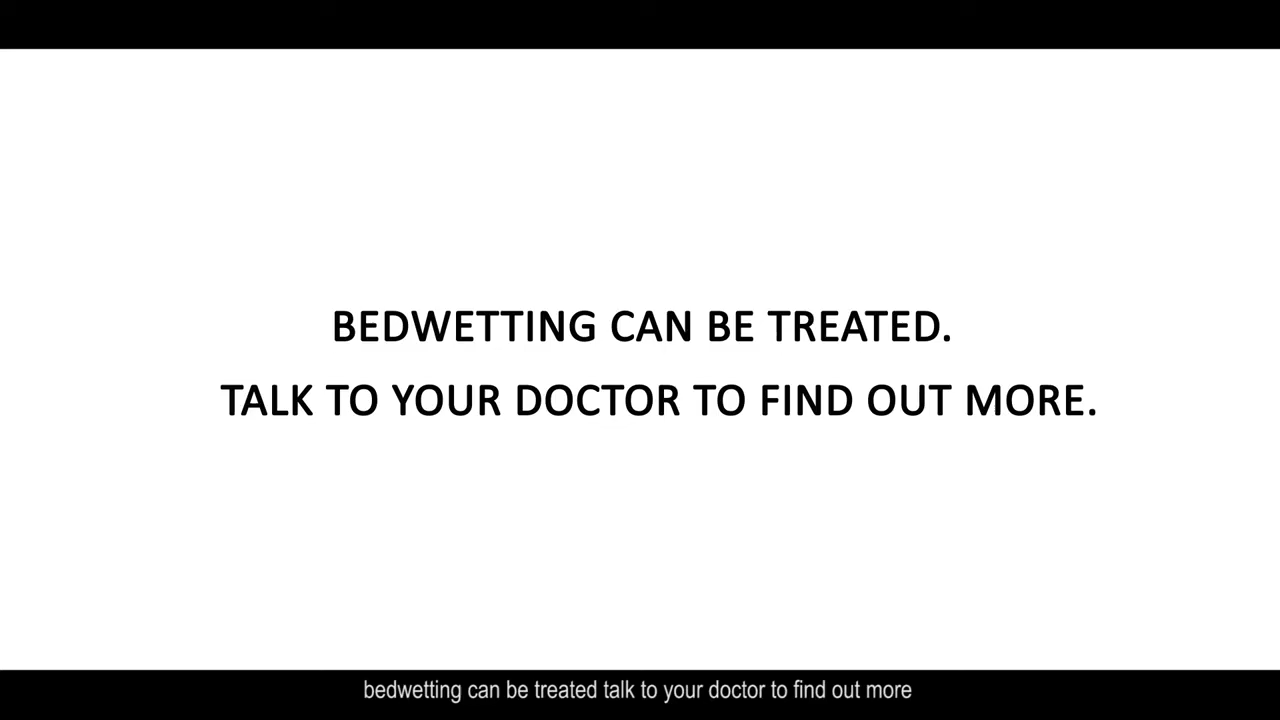 BEDWETTING CAN BE TREATED.
TALK TO YOUR DOCTOR TO FIND OUT MORE.
bedwetting can be treated talk to your doctor to find out more